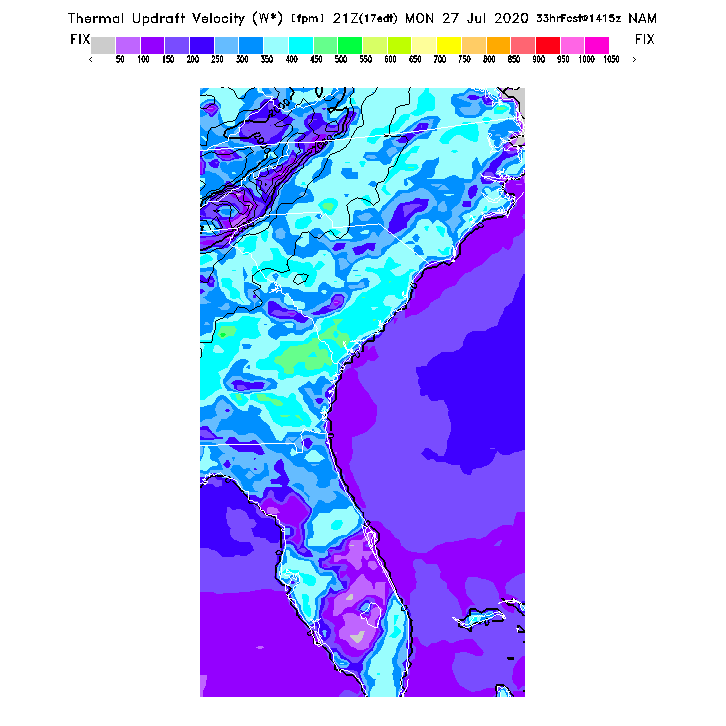 Thermal Updraft Velocity (W*) [fpm] 21Z(17edt) MON 27 Jul 2020 33hrFcst@1415z NAM
FIX FIX
< 50 100 150 200 250 300 350 400 450 500 550 600 650 700 750 800 850 900 950 1000 1050 >